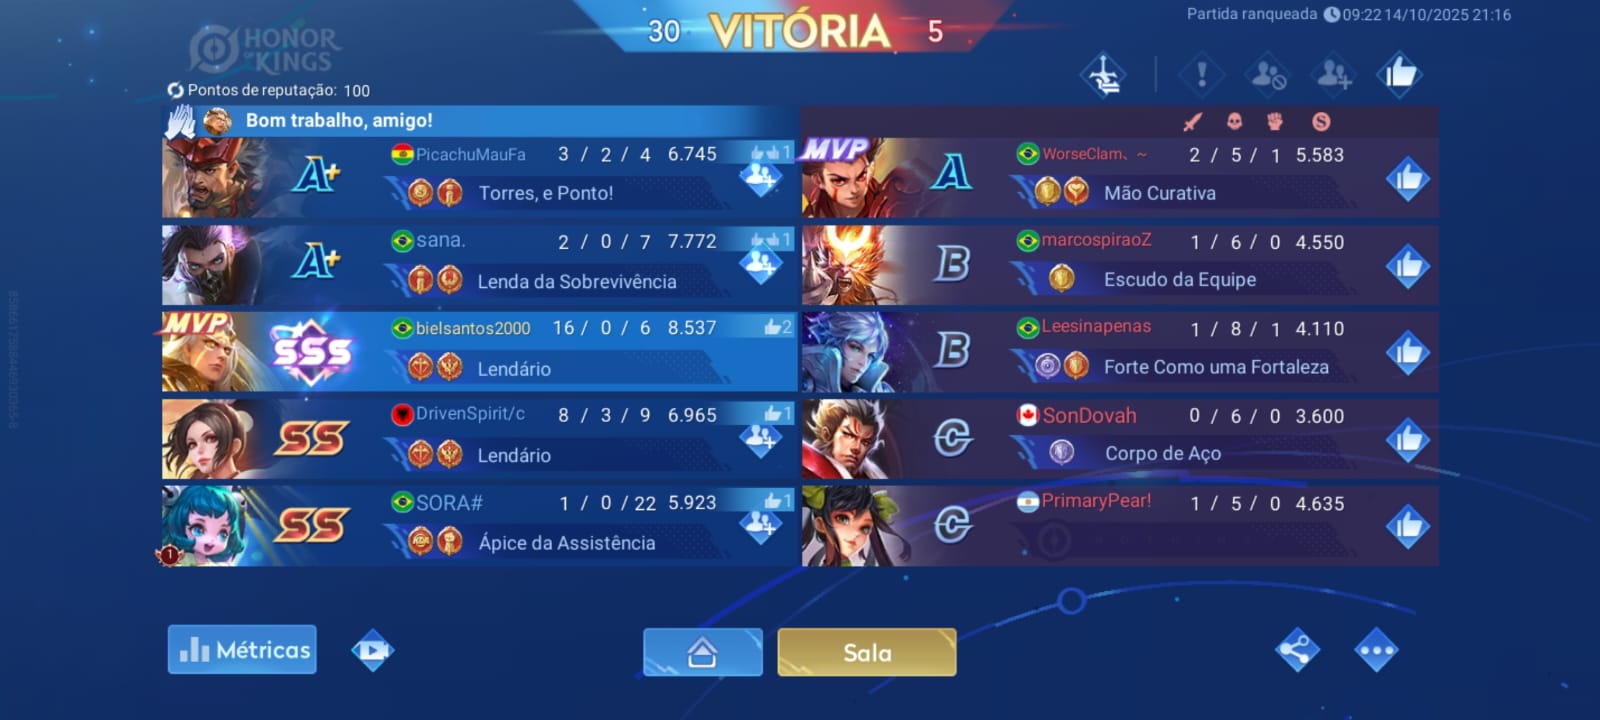 30 VITÓRIA 5
Partida ranqueada 09:22 14/10/2025 21:16
HONOR OF KINGS
Pontos de reputação: 100
Bom trabalho, amigo!
A+ PicachuMauFa 3 / 2 / 4 6.745 1
Torres, e Ponto!
A+ sana. 2 / 0 / 7 7.772 1
Lenda da Sobrevivência
MVP SSS bielsantos2000 16 / 0 / 6 8.537 2
Lendário
SS DrivenSpirit/c 8 / 3 / 9 6.965 1
Lendário
1 SS SORA# 1 / 0 / 22 5.923 1
Ápice da Assistência
MVP A WorseClam、~ 2 / 5 / 1 5.583
Mão Curativa
B marcospiraoZ 1 / 6 / 0 4.550
Escudo da Equipe
B Leesinapenas 1 / 8 / 1 4.110
Forte Como uma Fortaleza
C SonDovah 0 / 6 / 0 3.600
Corpo de Aço
C PrimaryPear! 1 / 5 / 0 4.635
Métricas
Sala